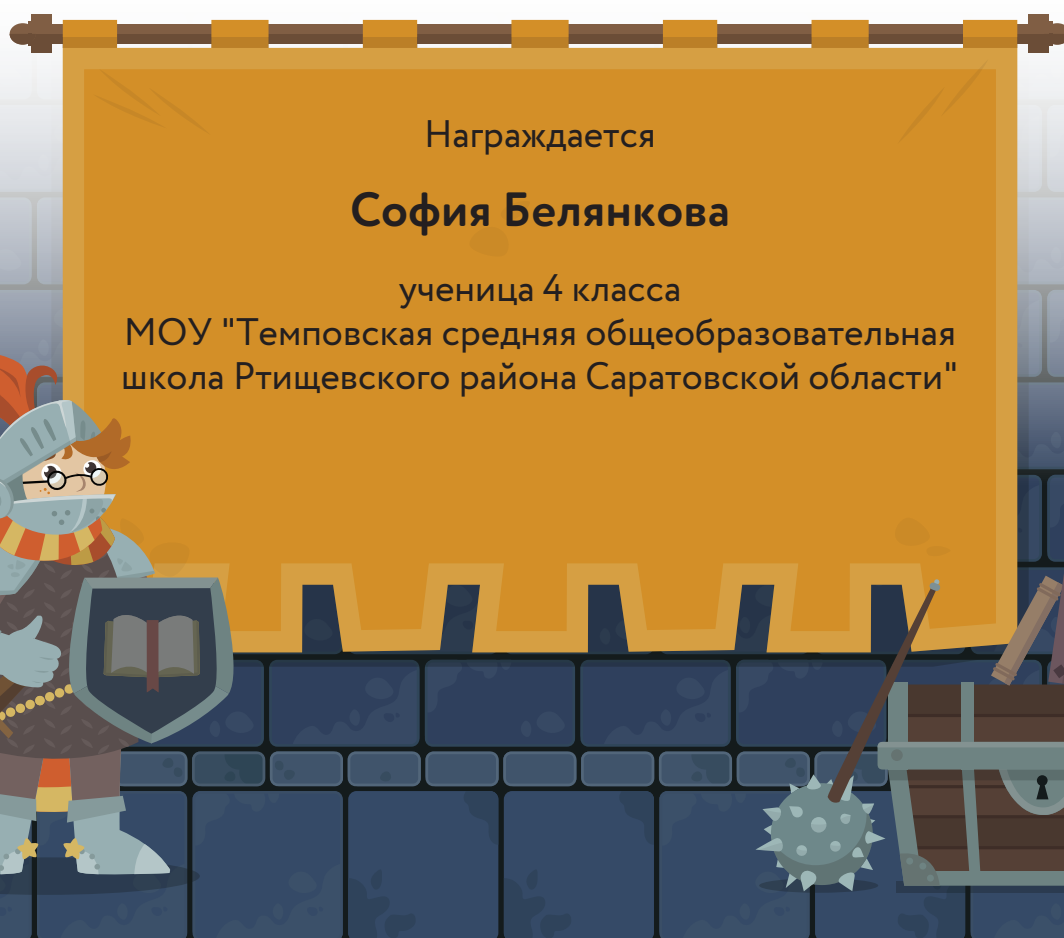 Награждается
София Белянкова
ученица 4 класса
МОУ "Темповская средняя общеобразовательная
школа Ртищевского района Саратовской области"